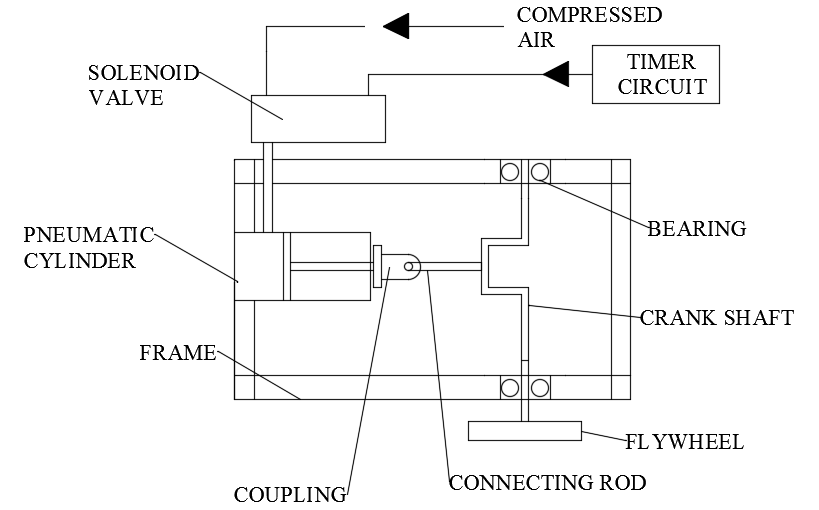 COMPRESSED
AIR
TIMER
CIRCUIT
SOLENOID
VALVE
BEARING
PNEUMATIC
CYLINDER
CRANK SHAFT
FRAME
FLYWHEEL
CONNECTING ROD
COUPLING